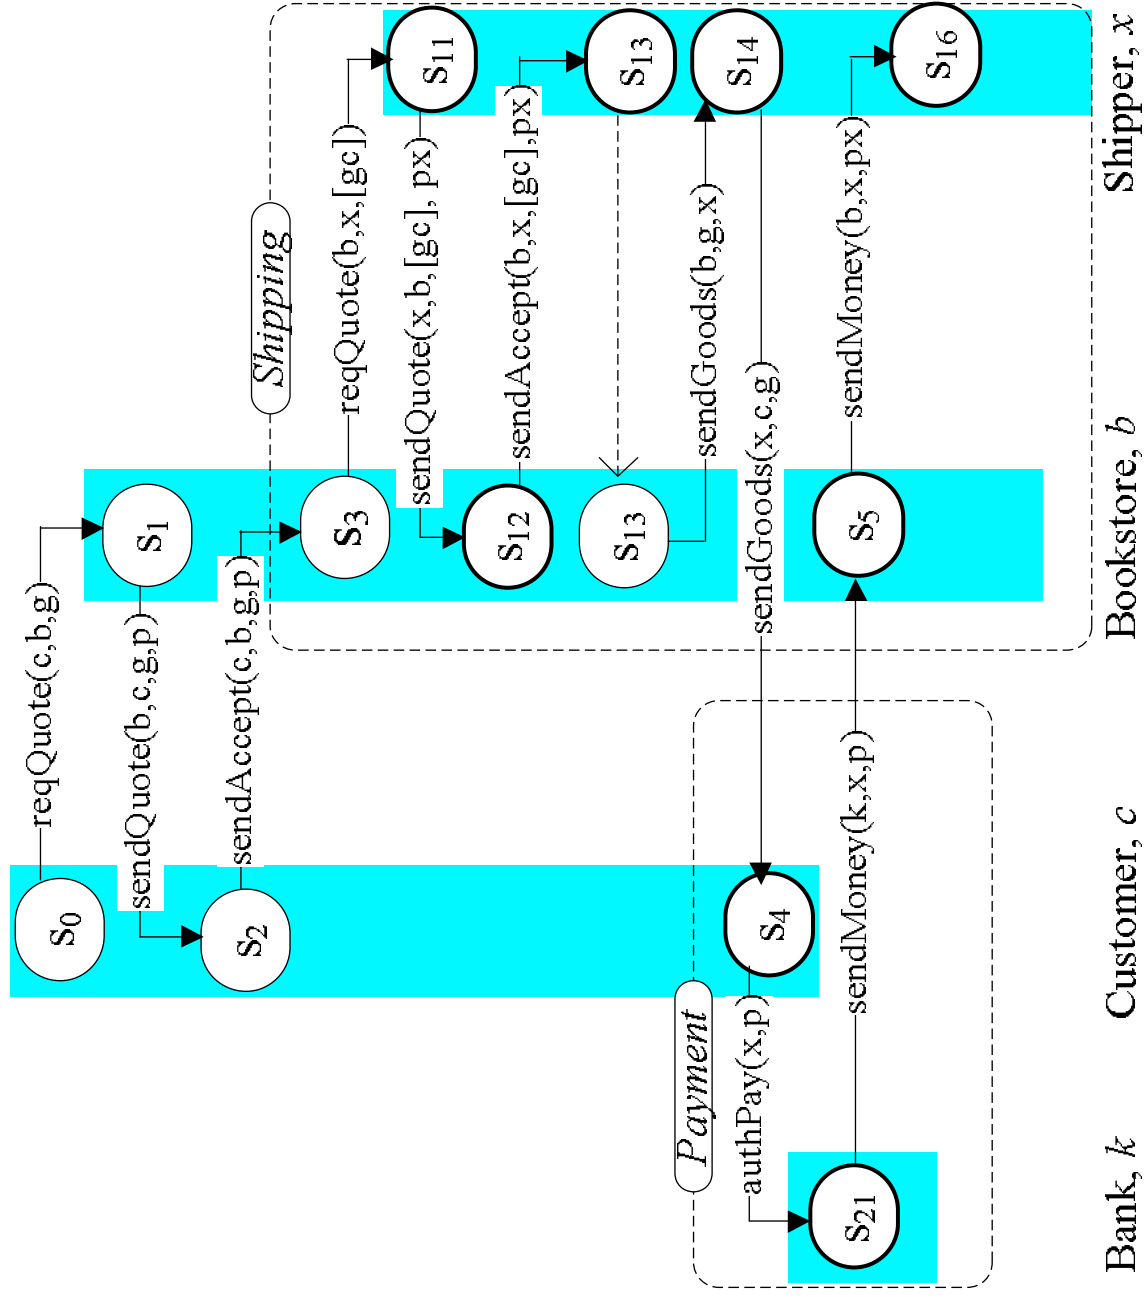 Bank, k
Customer, c
Bookstore, b
Shipper, x
S0
reqQuote(c,b,g)
S1
sendQuote(b,c,g,p)
S2
sendAccept(c,b,g,p)
Shipping
S3
reqQuote(b,x,[gc])
S11
sendQuote(x,b,[gc], px)
S12
sendAccept(b,x,[gc],px)
S13
S13
sendGoods(b,g,x)
S14
sendGoods(x,c,g)
Payment
S4
authPay(x,p)
S21
sendMoney(k,x,p)
S5
sendMoney(b,x,px)
S16